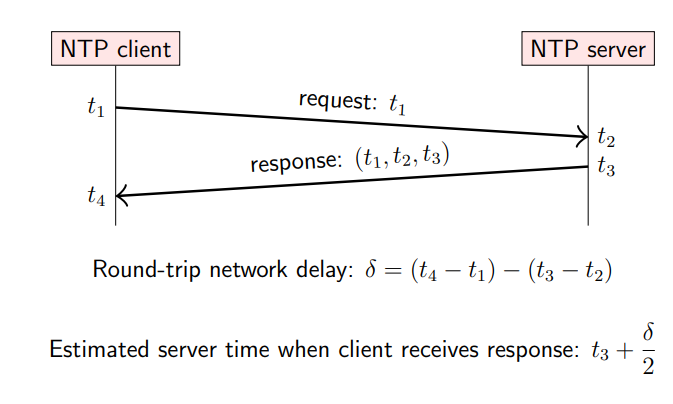 NTP client NTP server
request: t₁
t₁
t₂
response: (t₁, t₂, t₃)
t₃
t₄
Round-trip network delay: δ = (t₄ − t₁) − (t₃ − t₂)
Estimated server time when client receives response: t₃ + δ/2